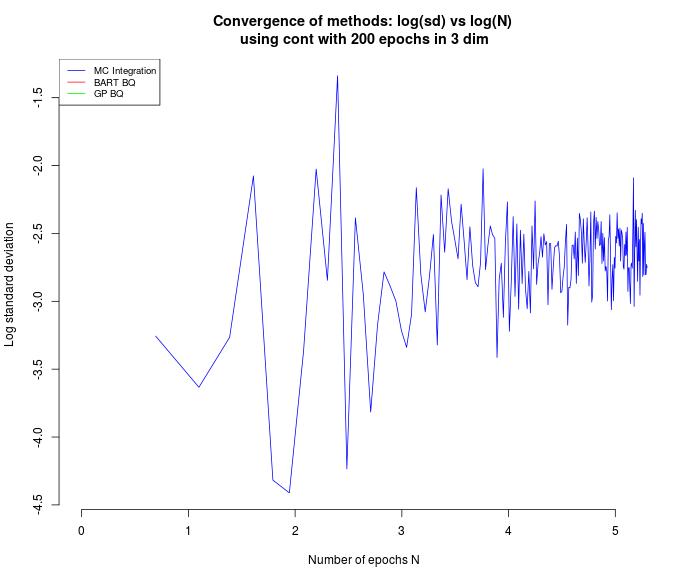 Convergence of methods: log(sd) vs log(N)
using cont with 200 epochs in 3 dim
MC Integration
BART BQ
GP BQ
Log standard deviation
-1.5
-2.0
-2.5
-3.0
-3.5
-4.0
-4.5
0 1 2 3 4 5
Number of epochs N